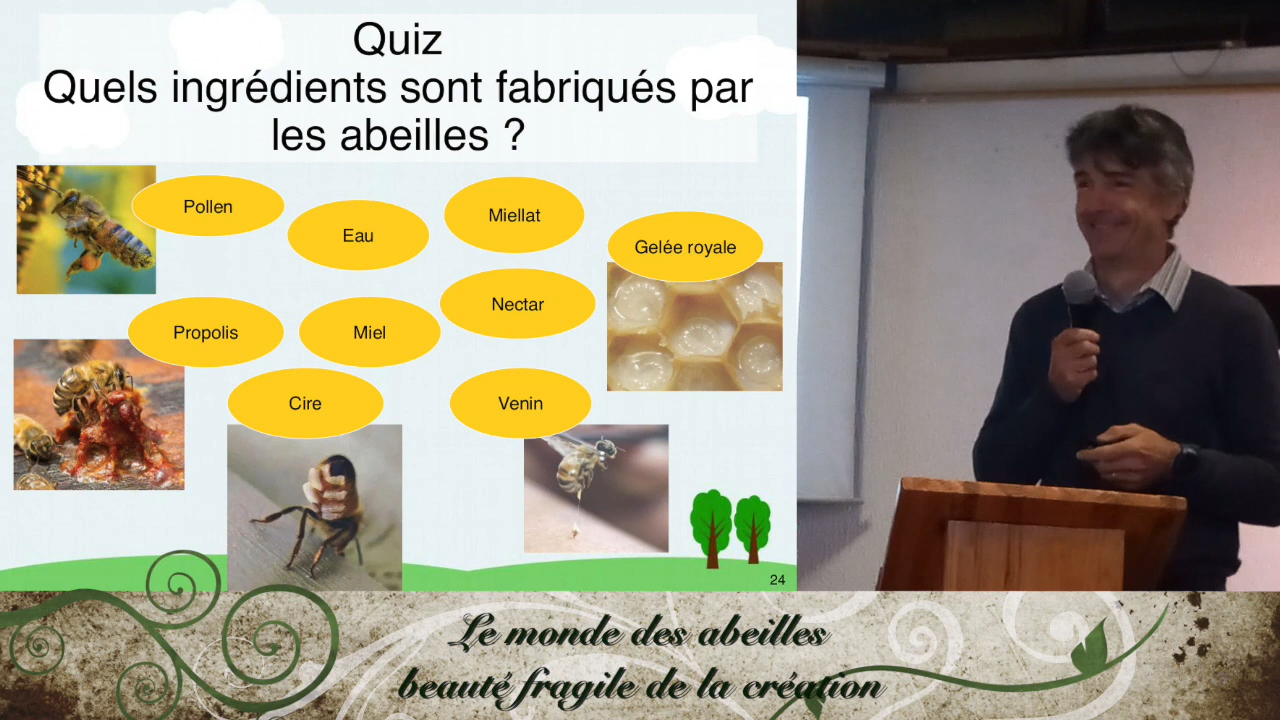 Quiz
Quels ingrédients sont fabriqués par
les abeilles ?
Pollen
Eau
Miellat
Gelée royale
Propolis
Miel
Nectar
Cire
Venin
24
Le monde des abeilles
beauté fragile de la création